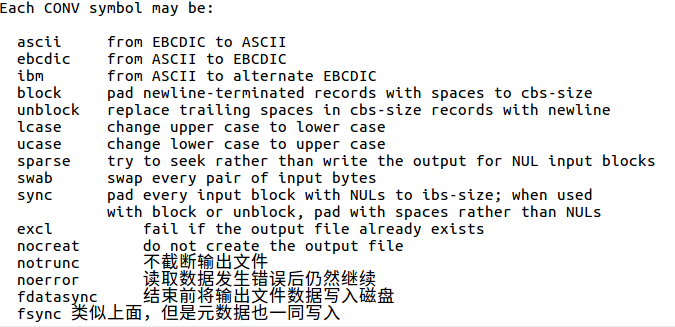 Each CONV symbol may be:
ascii from EBCDIC to ASCII
ebcdic from ASCII to EBCDIC
ibm from ASCII to alternate EBCDIC
block pad newline-terminated records with spaces to cbs-size
unblock replace trailing spaces in cbs-size records with newline
lcase change upper case to lower case
ucase change lower case to upper case
sparse try to seek rather than write the output for NUL input blocks
swab swap every pair of input bytes
sync pad every input block with NULs to ibs-size; when used
with block or unblock, pad with spaces rather than NULs
excl fail if the output file already exists
nocreat do not create the output file
notrunc 不截断输出文件
noerror 读取数据发生错误后仍然继续
fdatasync 结束前将输出文件数据写入磁盘
fsync 类似上面，但是元数据也一同写入